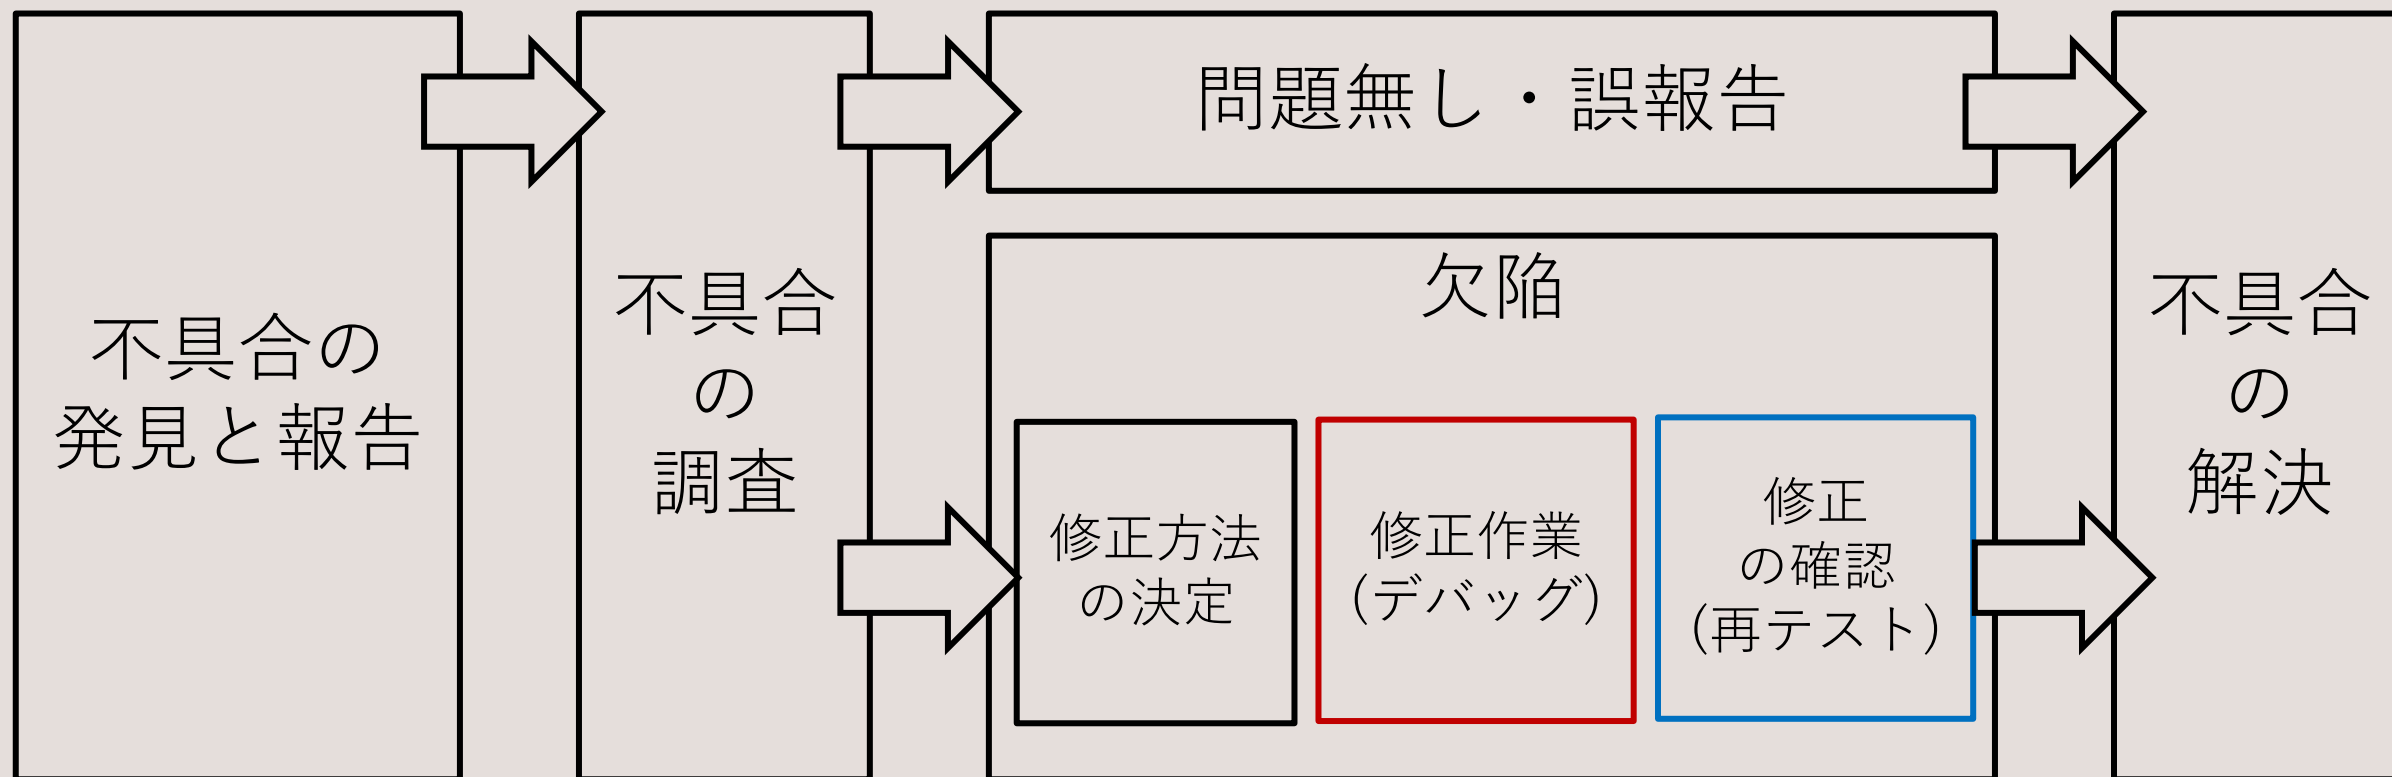 不具合の
発見と報告
不具合
の
調査
問題無し・誤報告
欠陥
修正方法
の決定
修正作業
(デバッグ)
修正
の確認
(再テスト)
不具合
の
解決